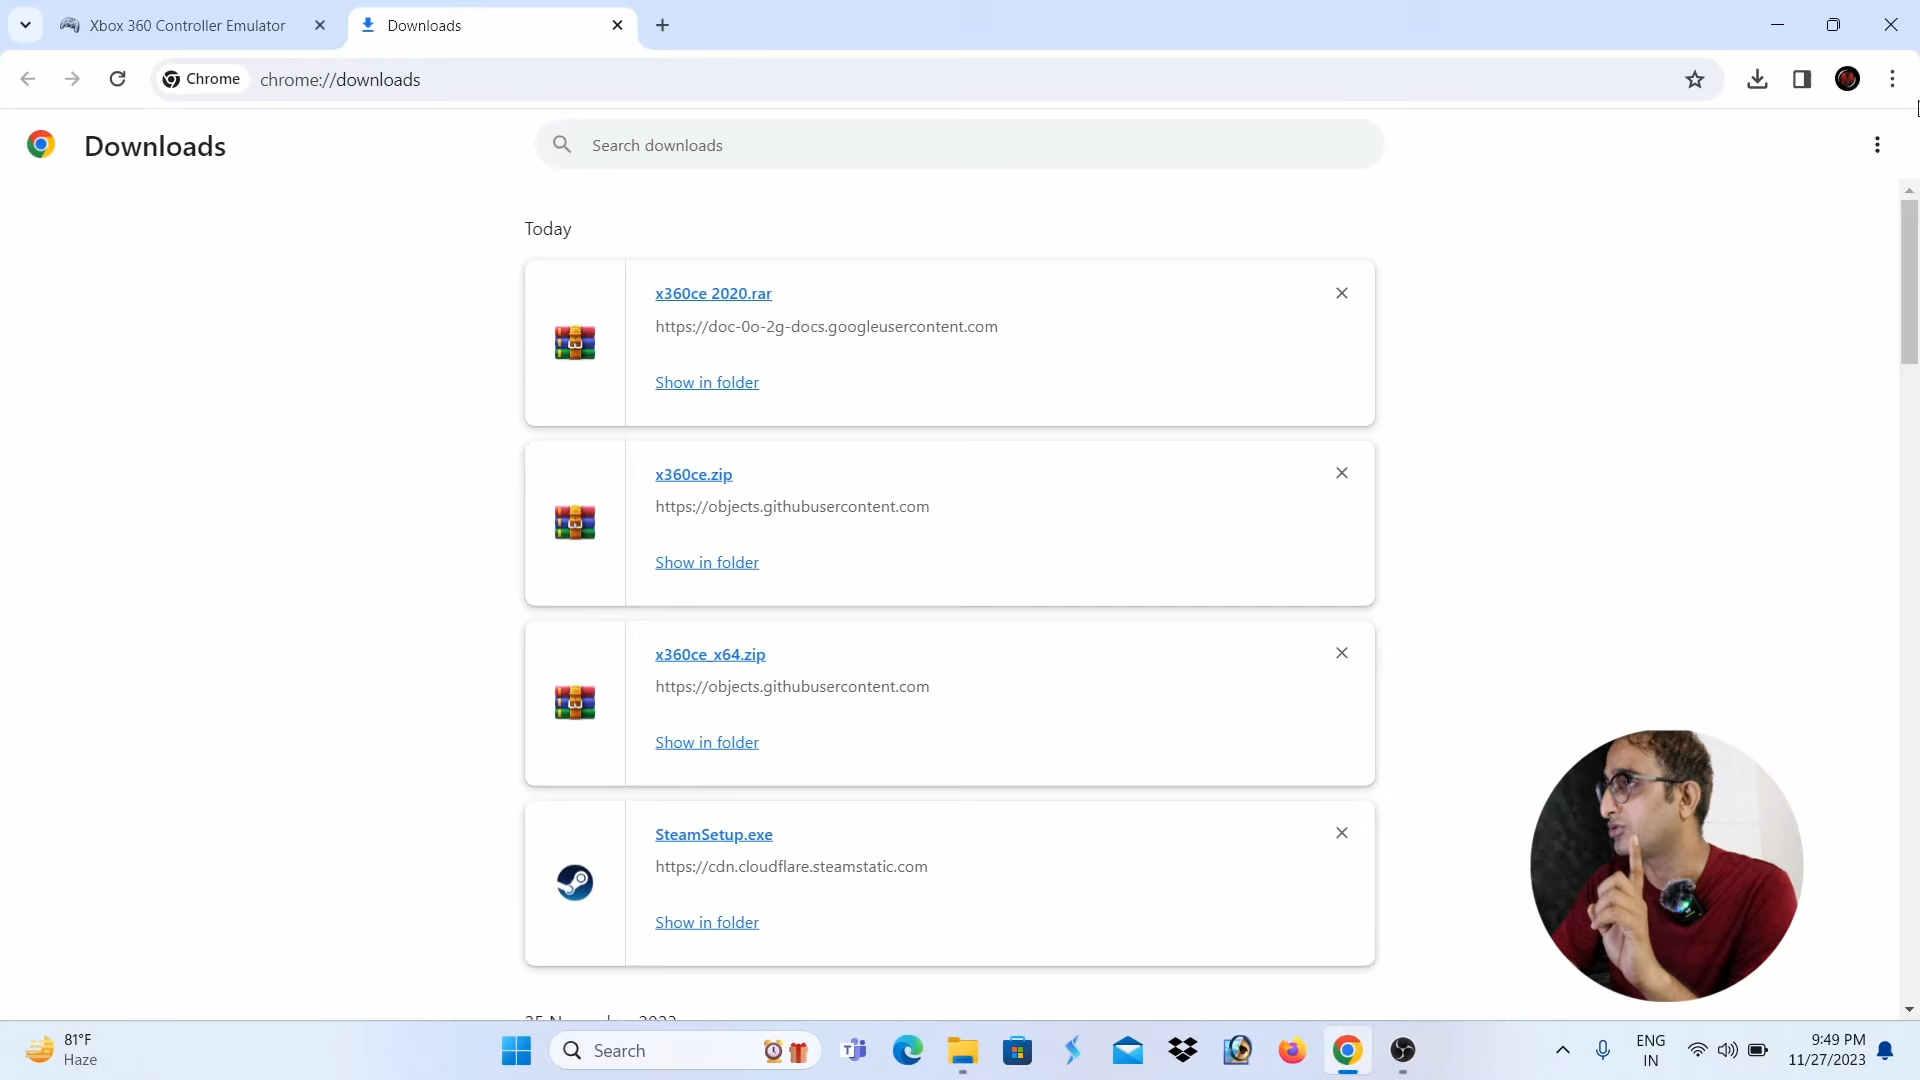 Xbox 360 Controller Emulator
Downloads
Chrome
chrome://downloads
Downloads
Search downloads
Today
x360ce 2020.rar
https://doc-0o-2g-docs.googleusercontent.com
Show in folder
x360ce.zip
https://objects.githubusercontent.com
Show in folder
x360ce_x64.zip
https://objects.githubusercontent.com
Show in folder
SteamSetup.exe
https://cdn.cloudflare.steamstatic.com
Show in folder
81°F
Haze
Search
ENG
IN
9:49 PM
11/27/2023